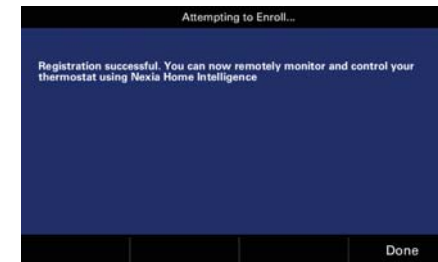 Attempting to Enroll...
Registration successful. You can now remotely monitor and control your
thermostat using Nexia Home Intelligence
Done